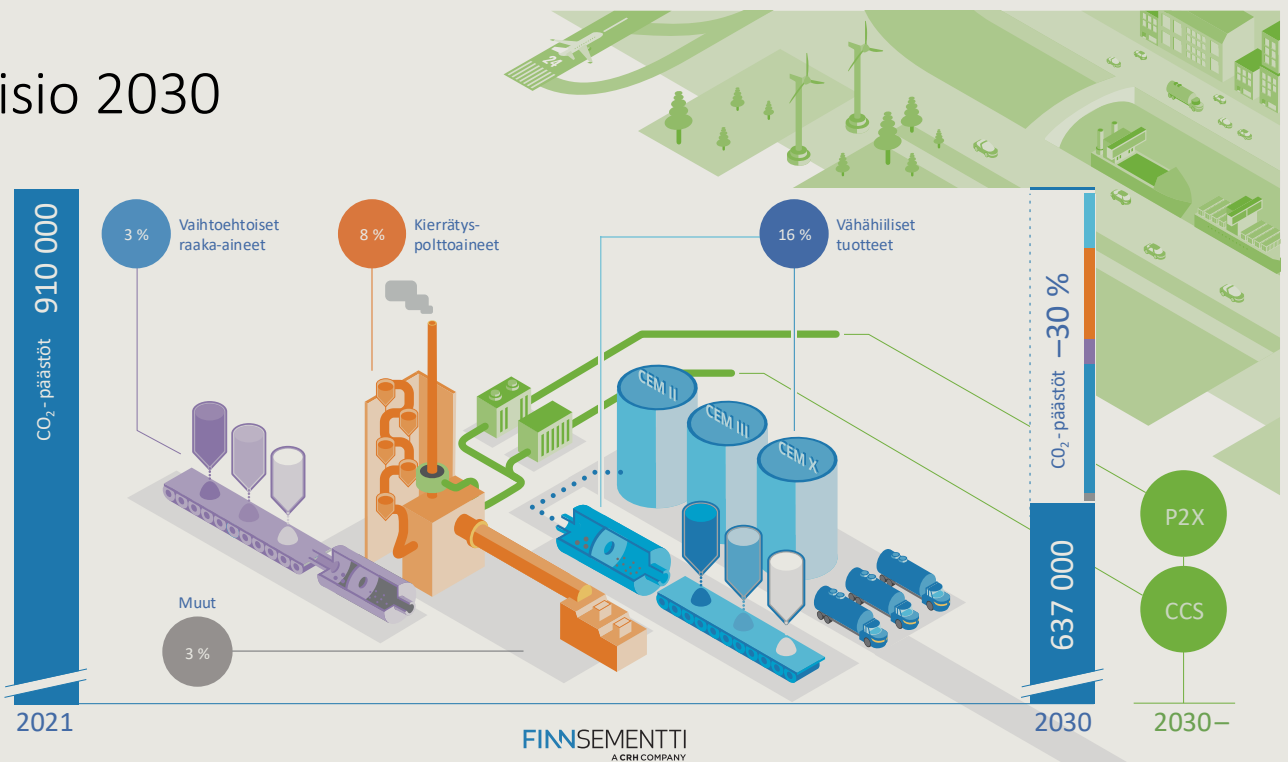 isio 2030
24
910 000
CO₂-päästöt
2021
3 %
Vaihtoehtoiset
raaka-aineet
8 %
Kierrätys-
polttoaineet
16 %
Vähähiiliset
tuotteet
CEM II
CEM III
CEM X
Muut
3 %
CO₂-päästöt –30 %
637 000
2030
P2X
CCS
2030–
FINNSEMENTTI
A CRH COMPANY